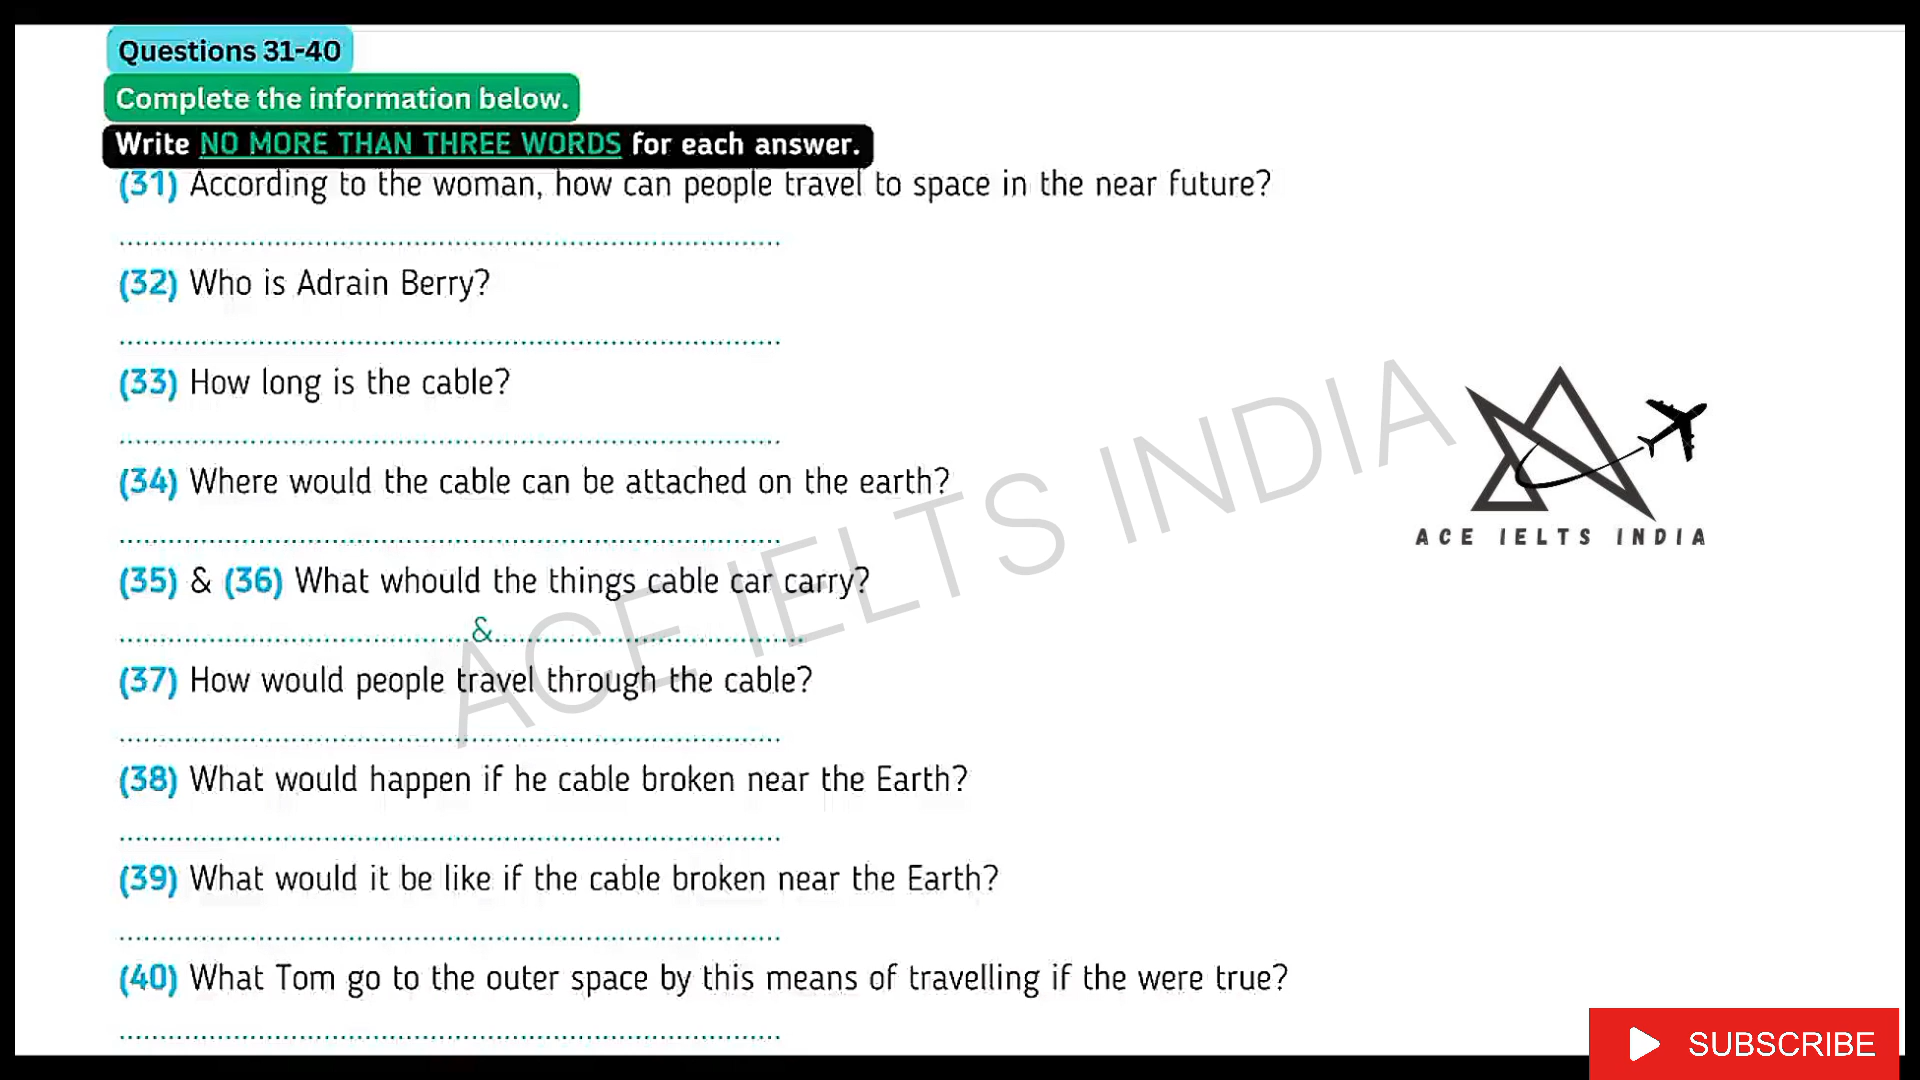 Questions 31-40
Complete the information below.
Write NO MORE THAN THREE WORDS for each answer.
(31) According to the woman, how can people travel to space in the near future?
................................................................................
(32) Who is Adrain Berry?
................................................................................
(33) How long is the cable?
................................................................................
(34) Where would the cable can be attached on the earth?
................................................................................
(35) & (36) What whould the things cable car carry?
..........................................&.....................................
(37) How would people travel through the cable?
................................................................................
(38) What would happen if he cable broken near the Earth?
................................................................................
(39) What would it be like if the cable broken near the Earth?
................................................................................
(40) What Tom go to the outer space by this means of travelling if the were true?
................................................................................
ACE IELTS INDIA
ACE IELTS INDIA
SUBSCRIBE